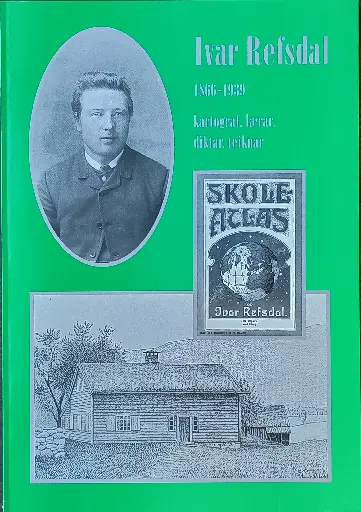 Ivar Refsdal
1866-1939
kartograf, lærar,
diktar, teiknar
SKOLE
ATLAS
Ivar Refsdal.